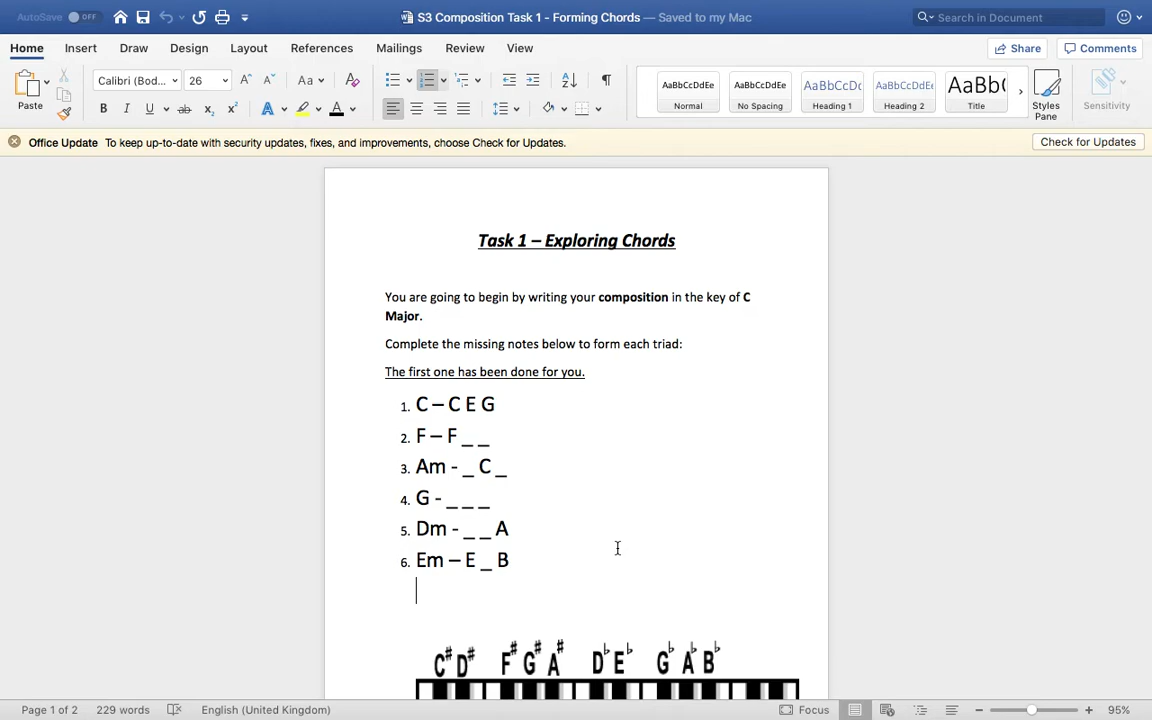 AutoSave OFF S3 Composition Task 1 - Forming Chords — Saved to my Mac Search in Document
Home Insert Draw Design Layout References Mailings Review View Share Comments
Paste Calibri (Bod... 26 A^ Aˇ Aa A
B I U ab X₂ X² A A
AaBbCcDdEe Normal
AaBbCcDdEe No Spacing
AaBbCcDc Heading 1
AaBbCcDdEe Heading 2
AaBbC Title
Styles Pane
Sensitivity
Office Update To keep up-to-date with security updates, fixes, and improvements, choose Check for Updates. Check for Updates
Task 1 – Exploring Chords
You are going to begin by writing your composition in the key of C
Major.
Complete the missing notes below to form each triad:
The first one has been done for you.
1. C – C E G
2. F – F _ _
3. Am - _ C _
4. G - _ _ _
5. Dm - _ _ A
6. Em – E _ B
C# D# F# G# A# D♭ E♭ G♭ A♭ B♭
Page 1 of 2 229 words English (United Kingdom) Focus 95%